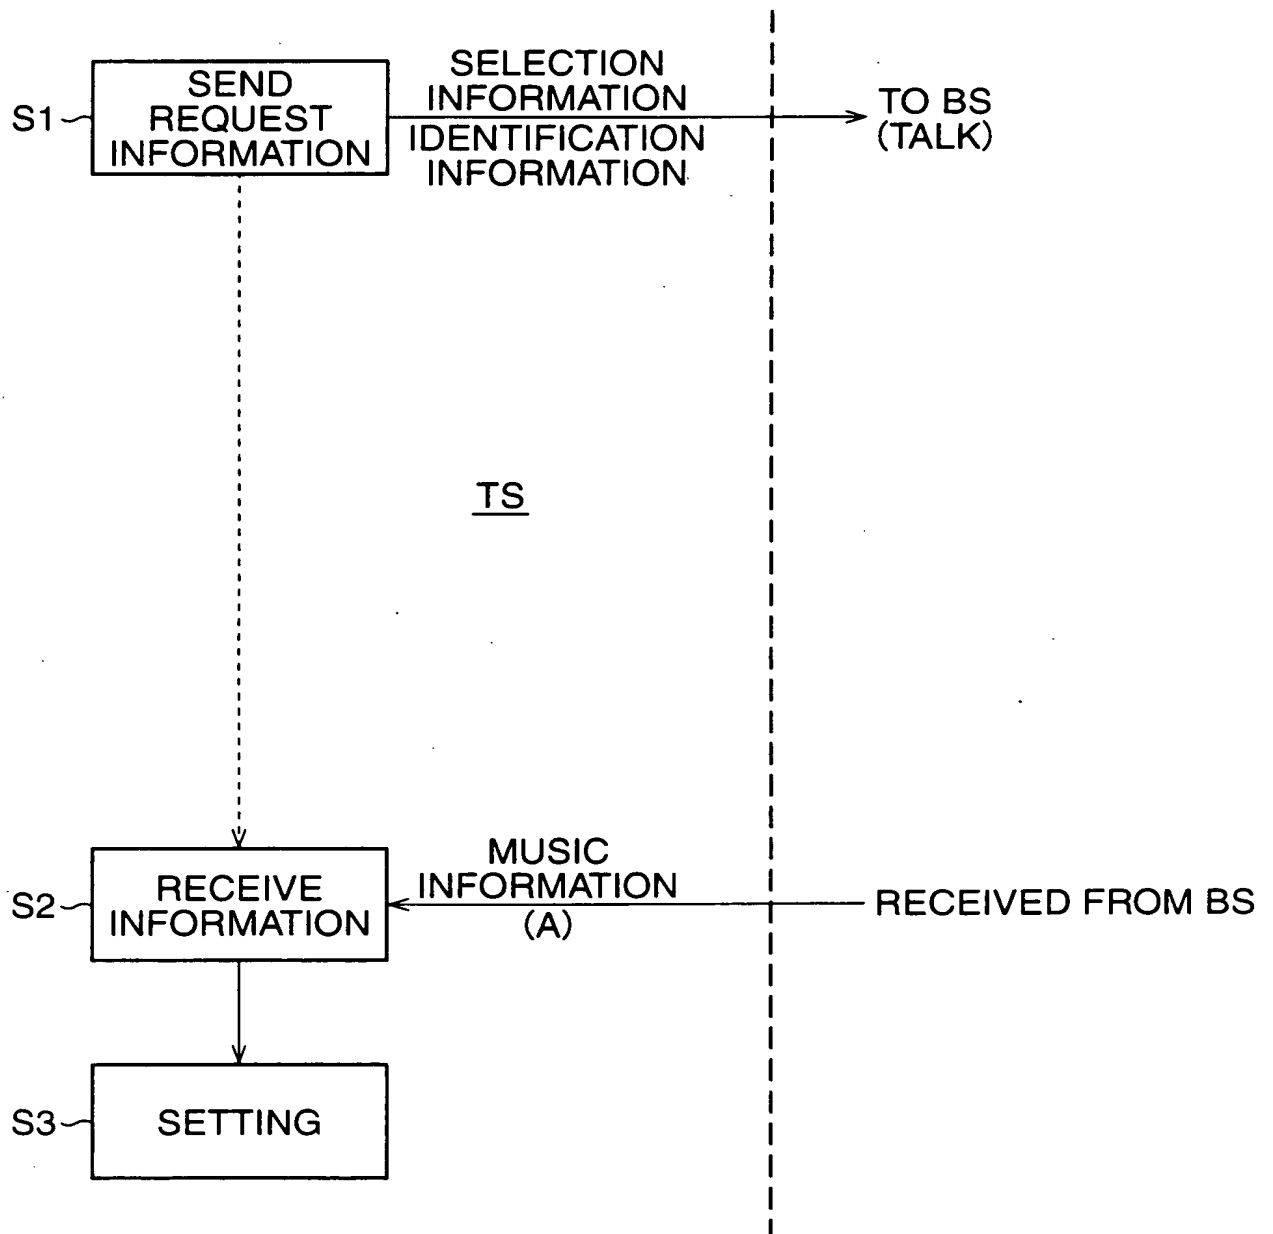 S1
SEND
REQUEST
INFORMATION
SELECTION
INFORMATION
IDENTIFICATION
INFORMATION
TO BS
(TALK)
TS
S2
RECEIVE
INFORMATION
MUSIC
INFORMATION
(A)
RECEIVED FROM BS
S3
SETTING